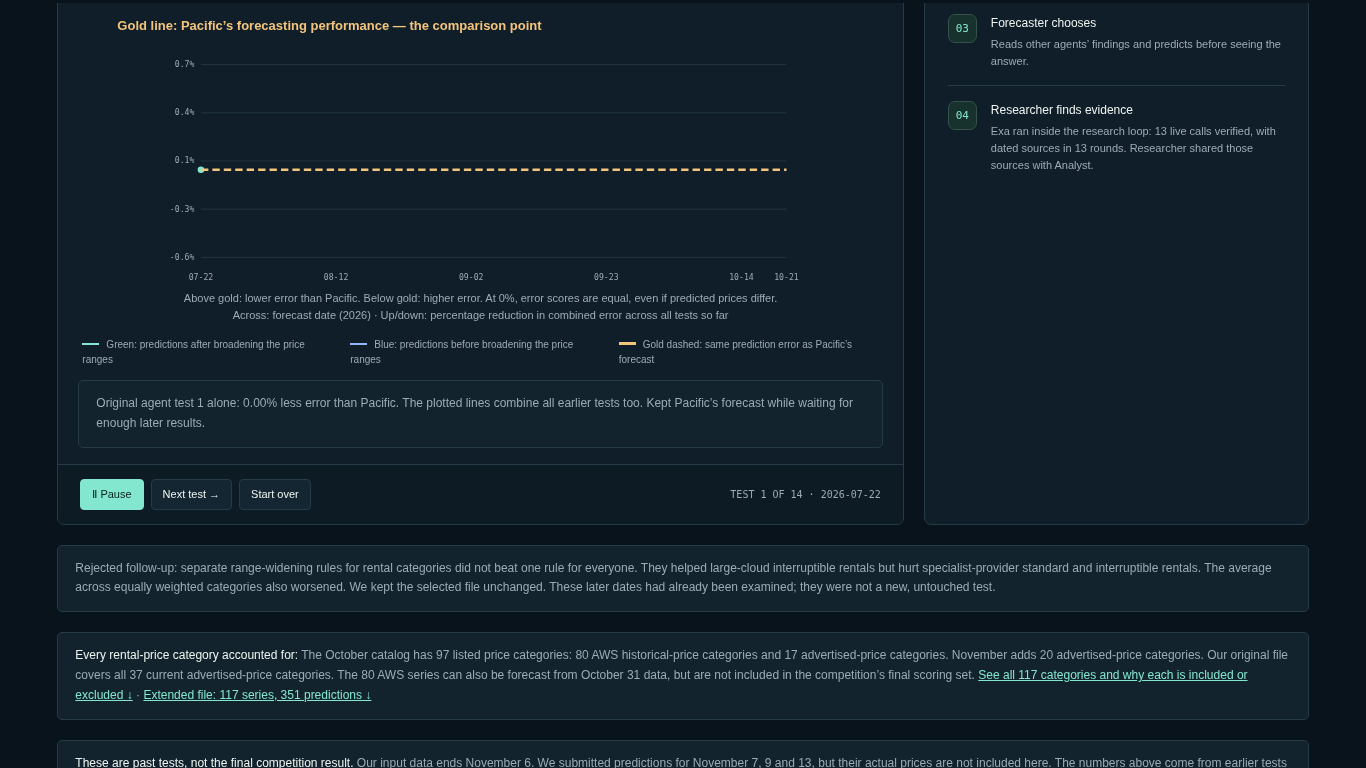 Gold line: Pacific's forecasting performance — the comparison point
0.7%
0.4%
0.1%
-0.3%
-0.6%
07-22 08-12 09-02 09-23 10-14 10-21
Above gold: lower error than Pacific. Below gold: higher error. At 0%, error scores are equal, even if predicted prices differ.
Across: forecast date (2026) · Up/down: percentage reduction in combined error across all tests so far
Green: predictions after broadening the price
ranges
Blue: predictions before broadening the price
ranges
Gold dashed: same prediction error as Pacific's
forecast
Original agent test 1 alone: 0.00% less error than Pacific. The plotted lines combine all earlier tests too. Kept Pacific's forecast while waiting for
enough later results.
II Pause
Next test →
Start over
TEST 1 OF 14 · 2026-07-22
03
Forecaster chooses
Reads other agents' findings and predicts before seeing the
answer.
04
Researcher finds evidence
Exa ran inside the research loop: 13 live calls verified, with
dated sources in 13 rounds. Researcher shared those
sources with Analyst.
Rejected follow-up: separate range-widening rules for rental categories did not beat one rule for everyone. They helped large-cloud interruptible rentals but hurt specialist-provider standard and interruptible rentals. The average
across equally weighted categories also worsened. We kept the selected file unchanged. These later dates had already been examined; they were not a new, untouched test.
Every rental-price category accounted for: The October catalog has 97 listed price categories: 80 AWS historical-price categories and 17 advertised-price categories. November adds 20 advertised-price categories. Our original file
covers all 37 current advertised-price categories. The 80 AWS series can also be forecast from October 31 data, but are not included in the competition's final scoring set. See all 117 categories and why each is included or
excluded ↓ · Extended file: 117 series, 351 predictions ↓
These are past tests, not the final competition result. Our input data ends November 6. We submitted predictions for November 7, 9 and 13, but their actual prices are not included here. The numbers above come from earlier tests